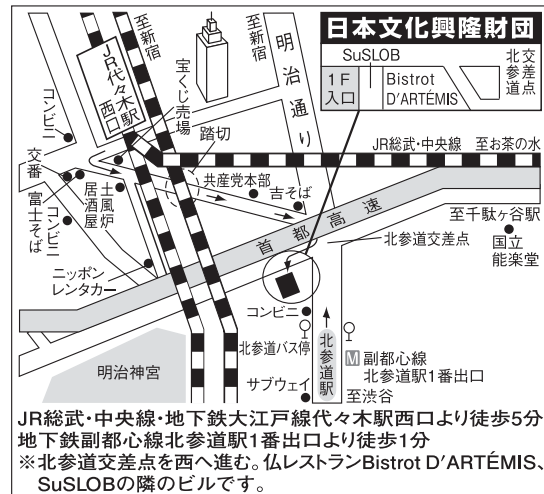 日本文化興隆財団
SuSLOB
1F
入口
Bistrot
D'ARTÉMIS
北参道
交差点
至新宿
至新宿
JR代々木駅
西口
宝くじ売場
明治通り
踏切
コンビニ
交番
富士そば
コンビニ
居酒屋
土風炉
共産党本部
吉そば
JR総武・中央線 至お茶の水
首都高速
至千駄ヶ谷駅
国立
能楽堂
北参道交差点
ニッポン
レンタカー
コンビニ
北参道バス停
北参道駅
M 副都心線
北参道駅1番出口
明治神宮
サブウェイ
至渋谷
JR総武・中央線・地下鉄大江戸線代々木駅西口より徒歩5分
地下鉄副都心線北参道駅1番出口より徒歩1分
※北参道交差点を西へ進む。仏レストランBistrot D'ARTÉMIS、
SuSLOBの隣のビルです。